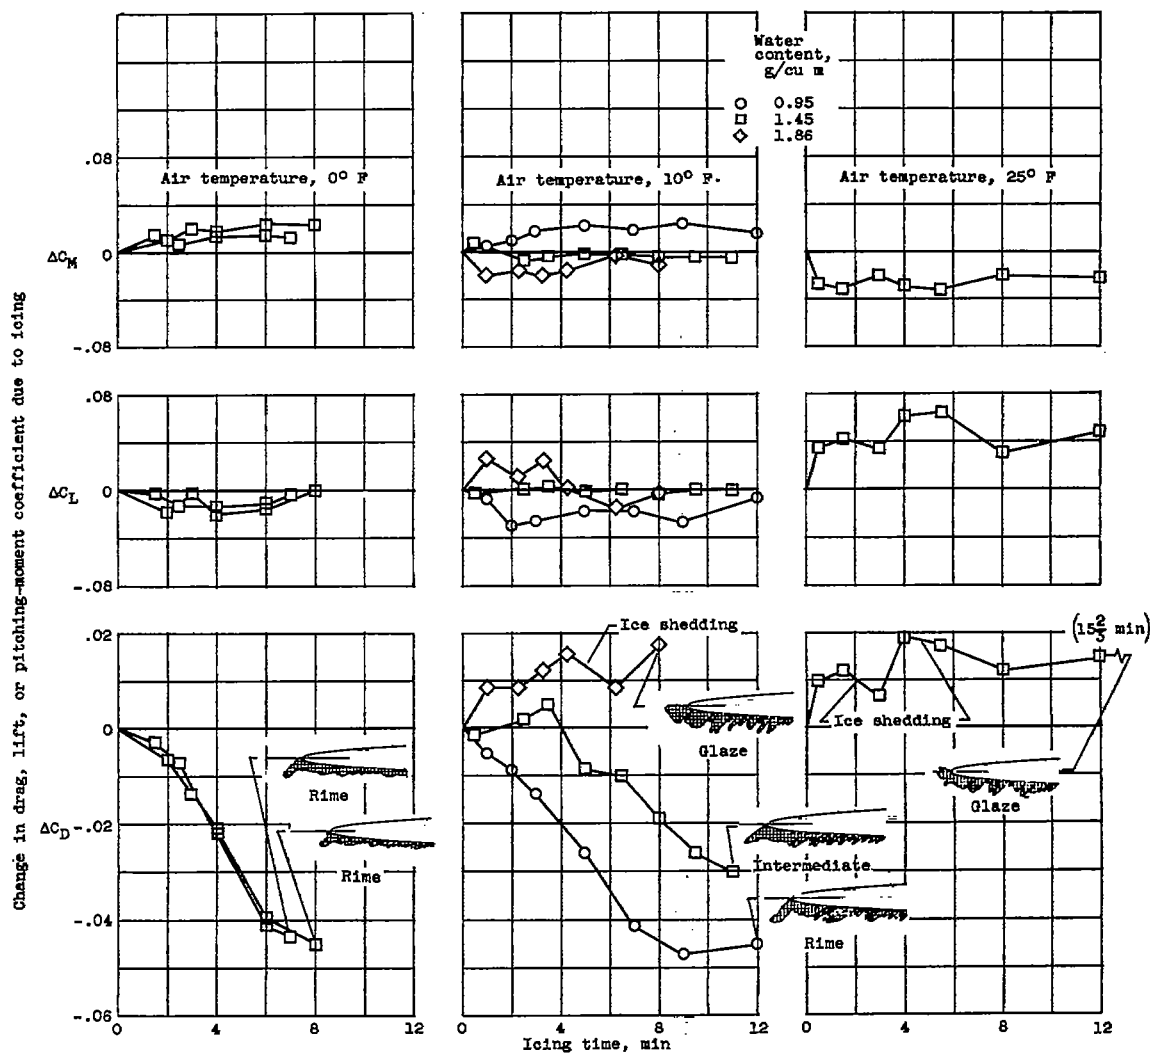 Water
content,
g/cu m
0.95
1.45
1.86
.08
Air temperature, 0° F
Air temperature, 10° F.
Air temperature, 25° F
ΔC_M
0
-.08
.08
ΔC_L
0
-.08
Change in drag, lift, or pitching-moment coefficient due to icing
.02
Ice shedding
(15 2/3 min)
Ice shedding
0
Glaze
Glaze
Rime
ΔC_D
-.02
Intermediate
Rime
-.04
Rime
-.06
0 4 8 12
0 4 8 12
0 4 8 12
Icing time, min